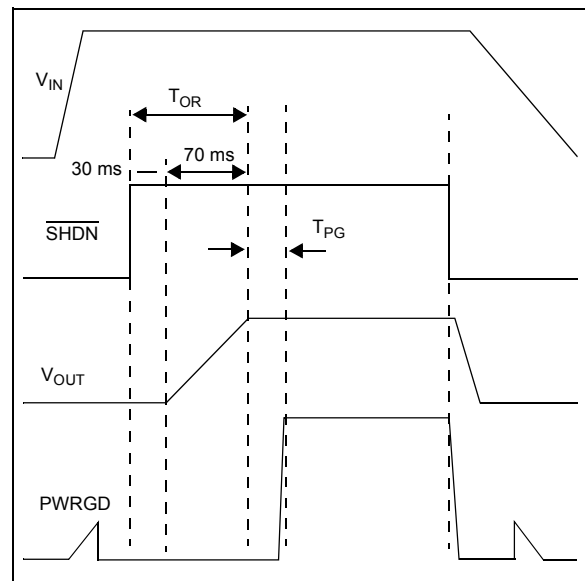 V_IN
T_OR
30 ms
70 ms
SHDN
T_PG
V_OUT
PWRGD